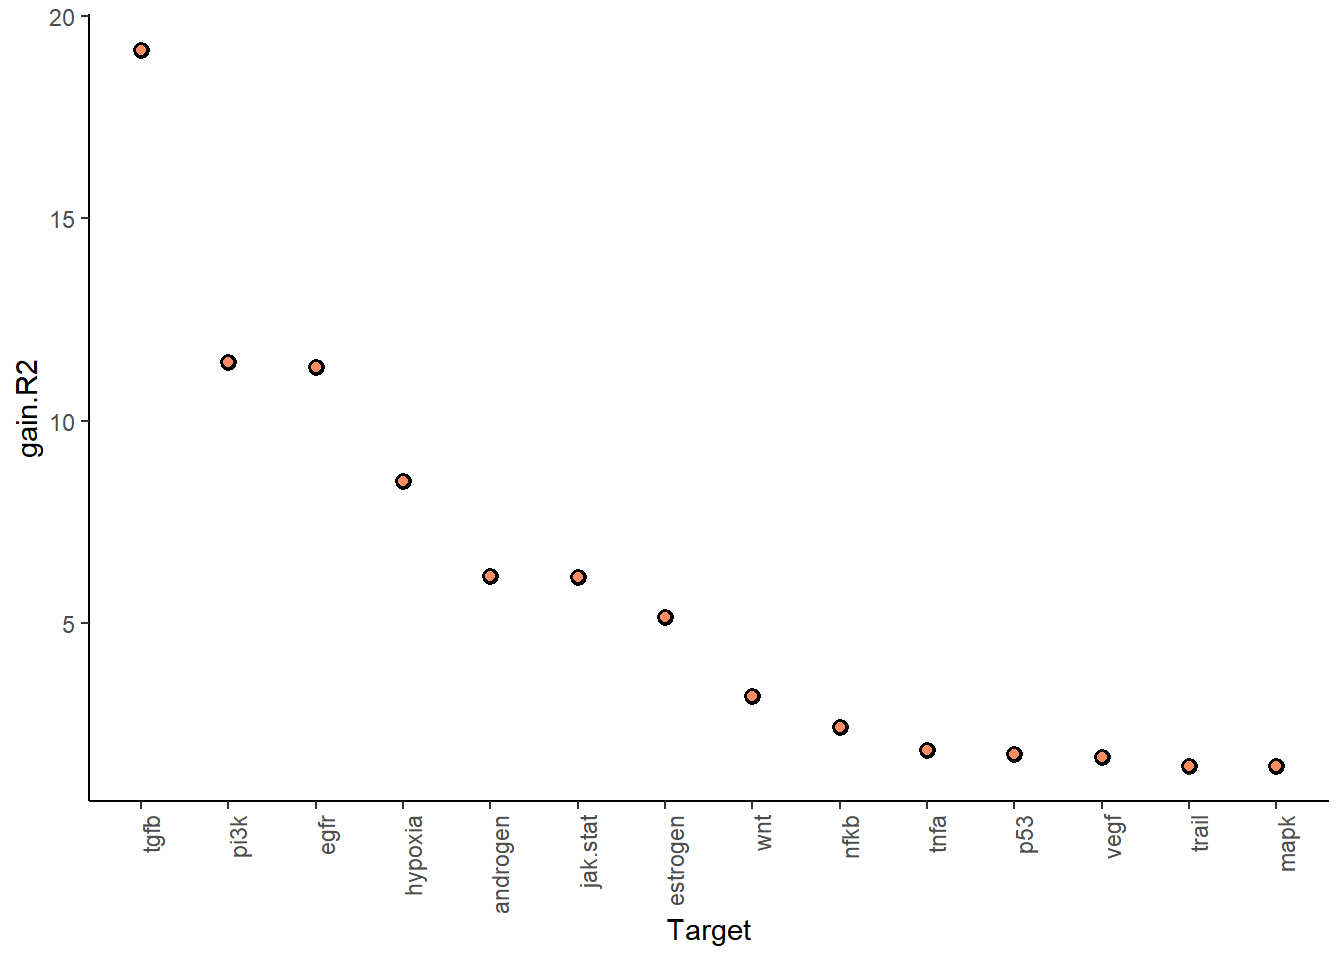 20
15
10
5
gain.R2
tgfb
pi3k
egfr
hypoxia
androgen
jak.stat
estrogen
wnt
nfkb
tnfa
p53
vegf
trail
mapk
Target